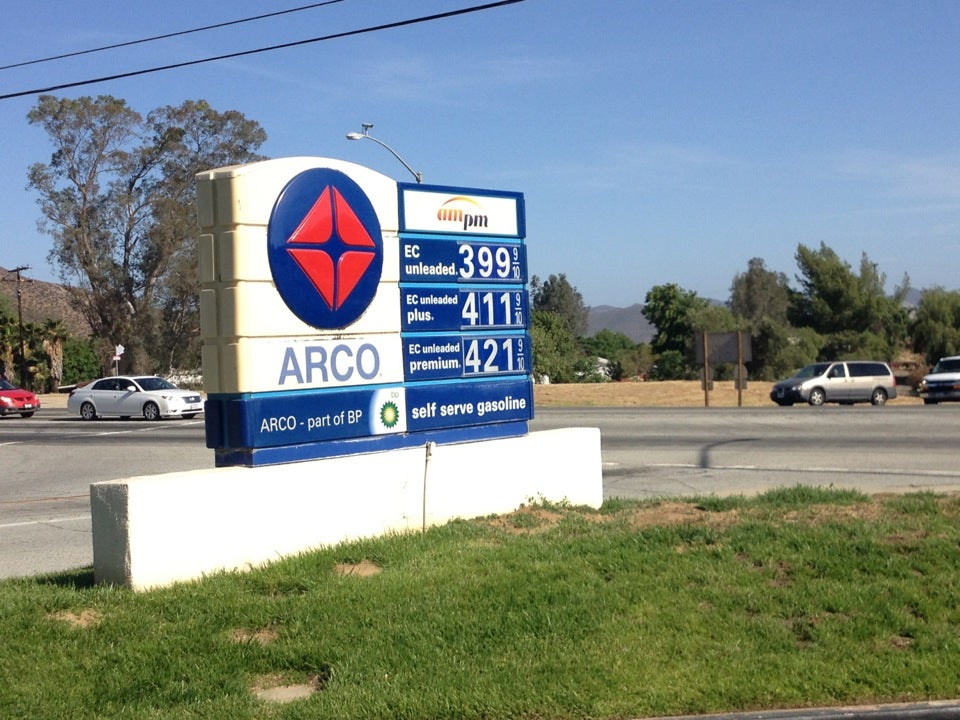 ampm
EC
unleaded. 399 9/10
EC unleaded
plus. 411 9/10
EC unleaded
premium. 421 9/10
ARCO
ARCO - part of BP
bp
self serve gasoline